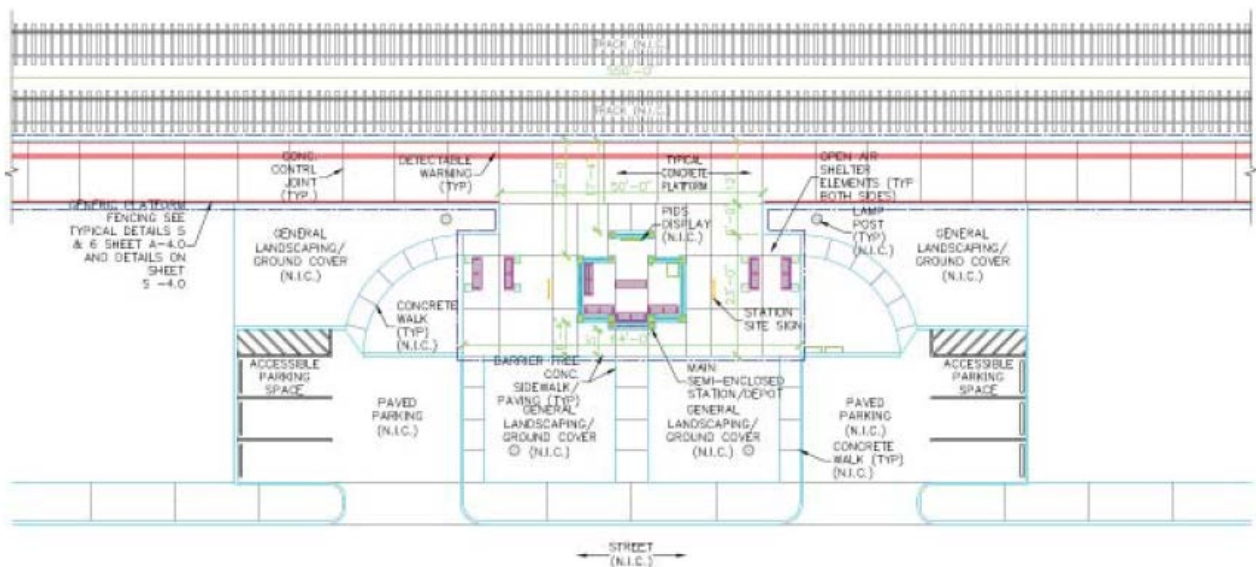 TRACK (N.I.C.)
550'-0"
TRACK (N.I.C.)
CONC.
CONTRL
JOINT
(TYP.)
DETECTABLE
WARNING
(TYP)
TYPICAL
CONCRETE
PLATFORM
50'-0"
OPEN AIR
SHELTER
ELEMENTS (TYP
BOTH SIDES)
GENERIC PLATFORM
FENCING SEE
TYPICAL DETAILS 5
& 6 SHEET A-4.0
AND DETAILS ON
SHEET
S -4.0
PIDS
DISPLAY
(N.I.C.)
LAMP
POST
(TYP)
(N.I.C.)
GENERAL
LANDSCAPING/
GROUND COVER
(N.I.C.)
GENERAL
LANDSCAPING/
GROUND COVER
(N.I.C.)
23'-0"
CONCRETE
WALK
(TYP)
(N.I.C.)
STATION
SITE SIGN
ACCESSIBLE
PARKING
SPACE
BARRIER FREE
CONC.
SIDEWALK/
PAVING (TYP)
MAIN
SEMI-ENCLOSED
STATION/DEPOT
ACCESSIBLE
PARKING
SPACE
PAVED
PARKING
(N.I.C.)
GENERAL
LANDSCAPING/
GROUND COVER
(N.I.C.)
GENERAL
LANDSCAPING/
GROUND COVER
(N.I.C.)
PAVED
PARKING
(N.I.C.)
CONCRETE
WALK (TYP)
(N.I.C.)
STREET
(N.I.C.)